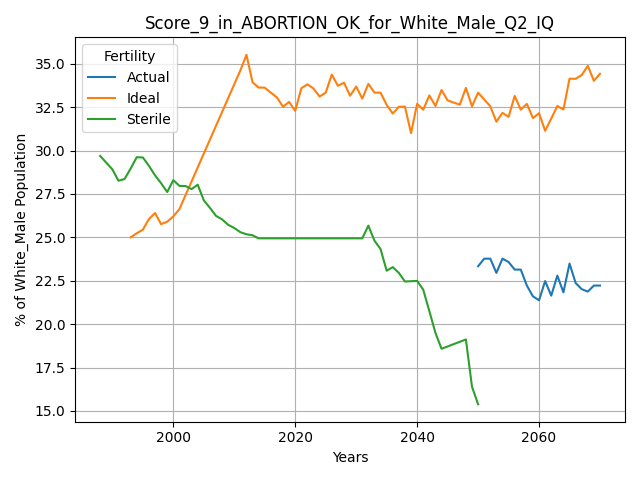 Score_9_in_ABORTION_OK_for_White_Male_Q2_IQ
Fertility
Actual
Ideal
Sterile
% of White_Male Population
35.0
32.5
30.0
27.5
25.0
22.5
20.0
17.5
15.0
2000
2020
2040
2060
Years